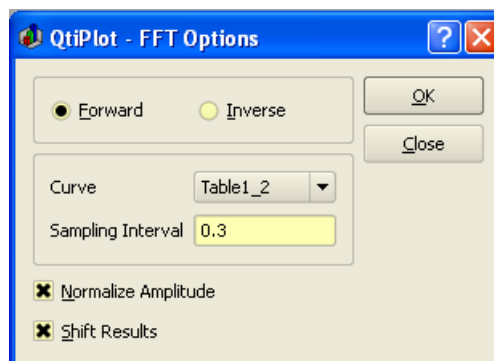 QtiPlot - FFT Options
Forward
Inverse
OK
Close
Curve
Table1_2
Sampling Interval
0.3
Normalize Amplitude
Shift Results